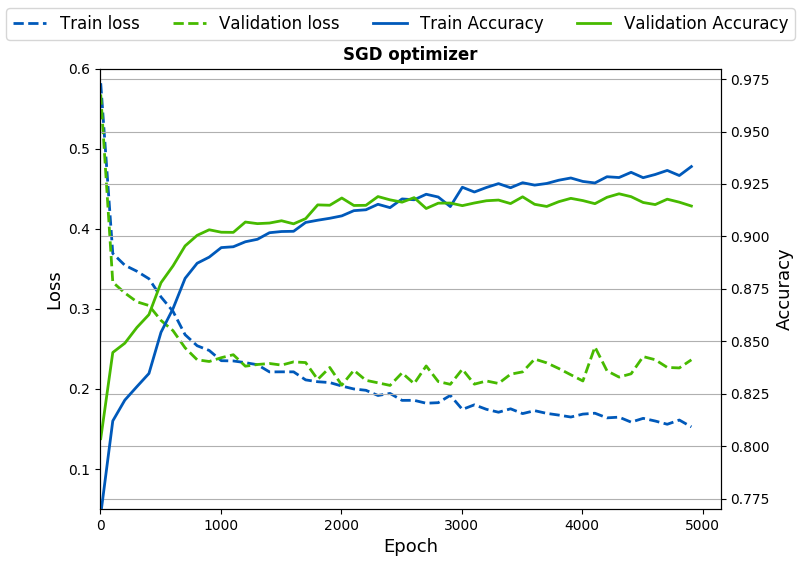 Train loss Validation loss Train Accuracy Validation Accuracy
SGD optimizer
0.6
0.5
0.4
0.3
0.2
0.1
Loss
0.975
0.950
0.925
0.900
0.875
0.850
0.825
0.800
0.775
Accuracy
0 1000 2000 3000 4000 5000
Epoch